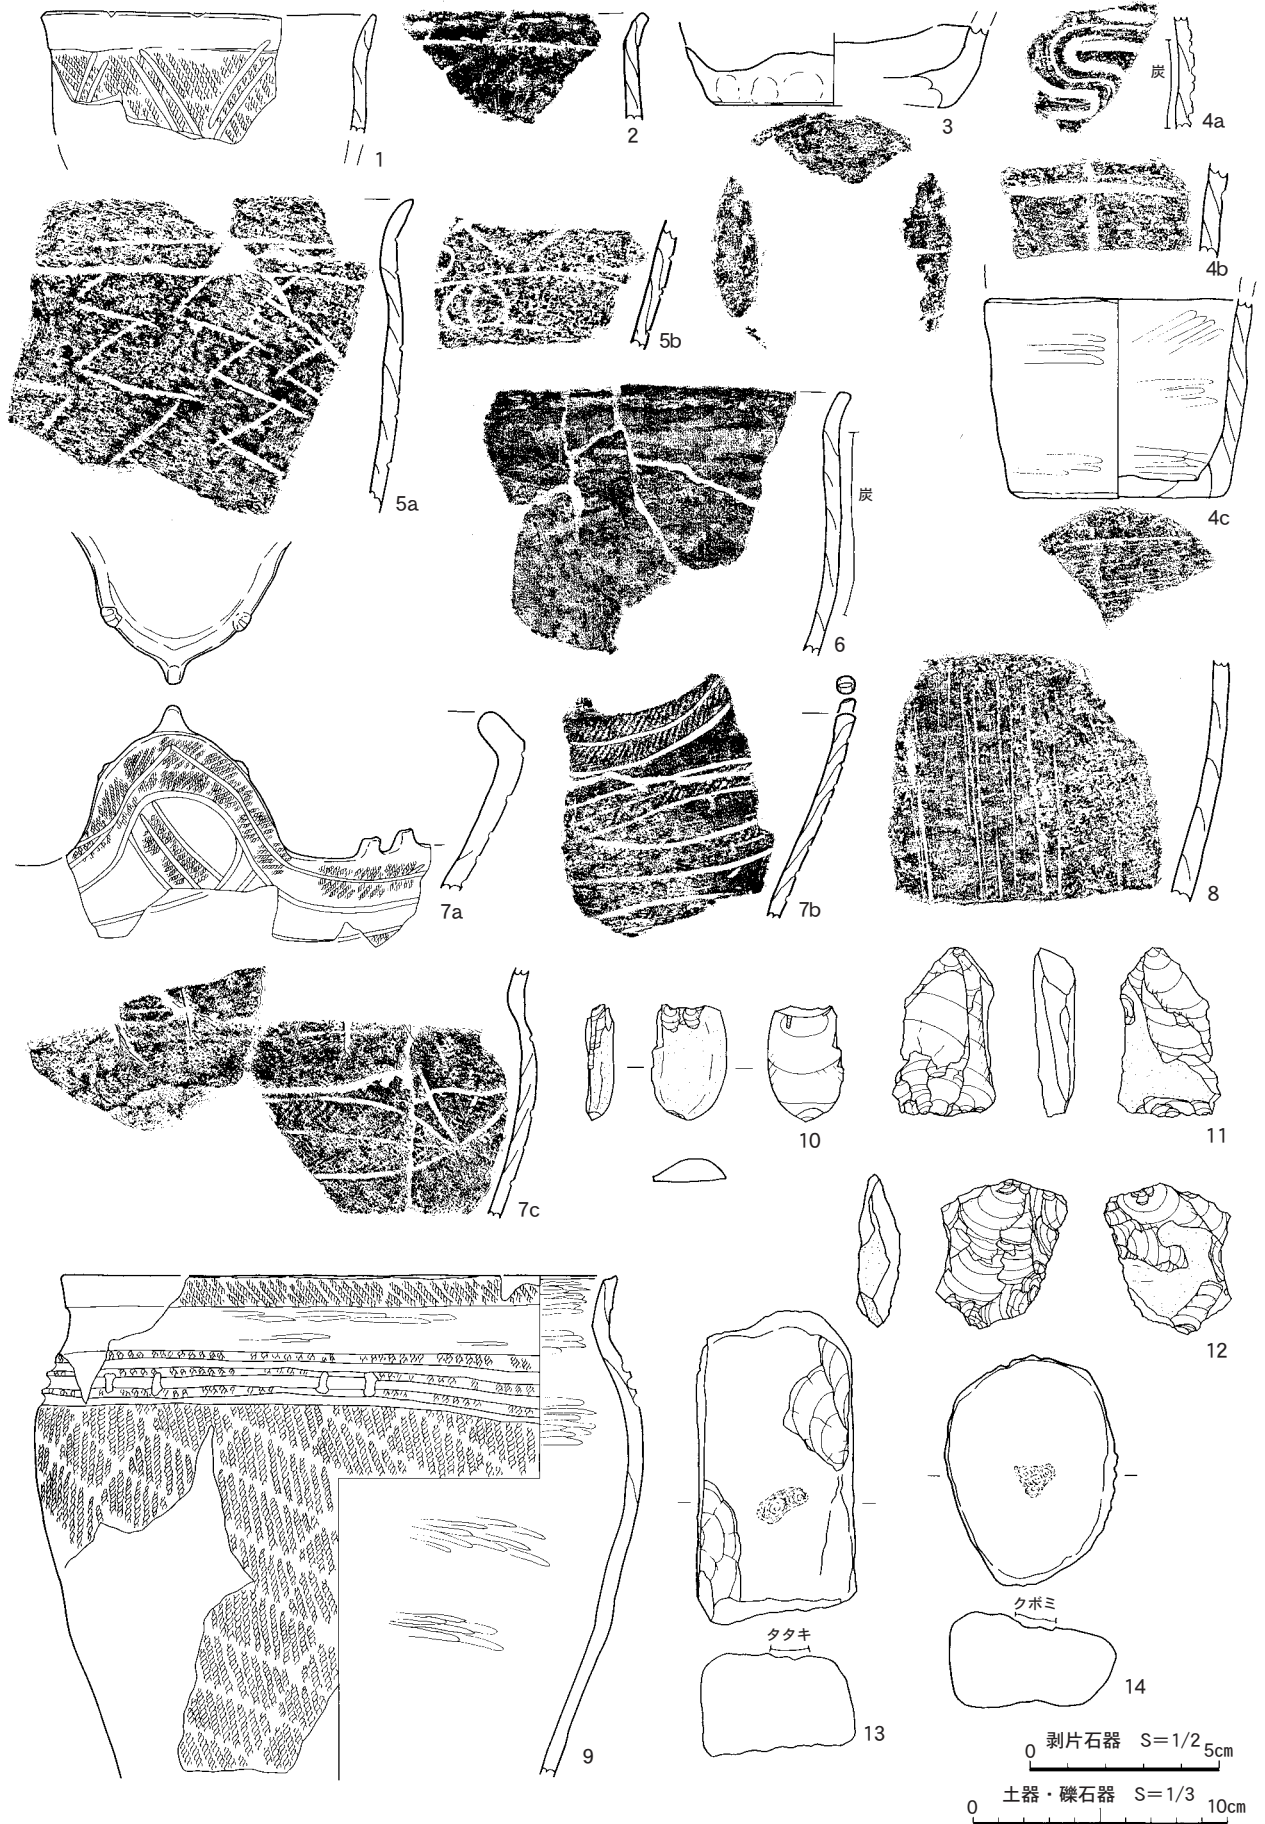 1
2
3
炭
4a
4b
5a
5b
炭
4c
6
7a
7b
8
7c
10
11
12
9
タタキ
13
クボミ
14
剥片石器 S=1/2
0 5cm
土器・礫石器 S=1/3
0 10cm